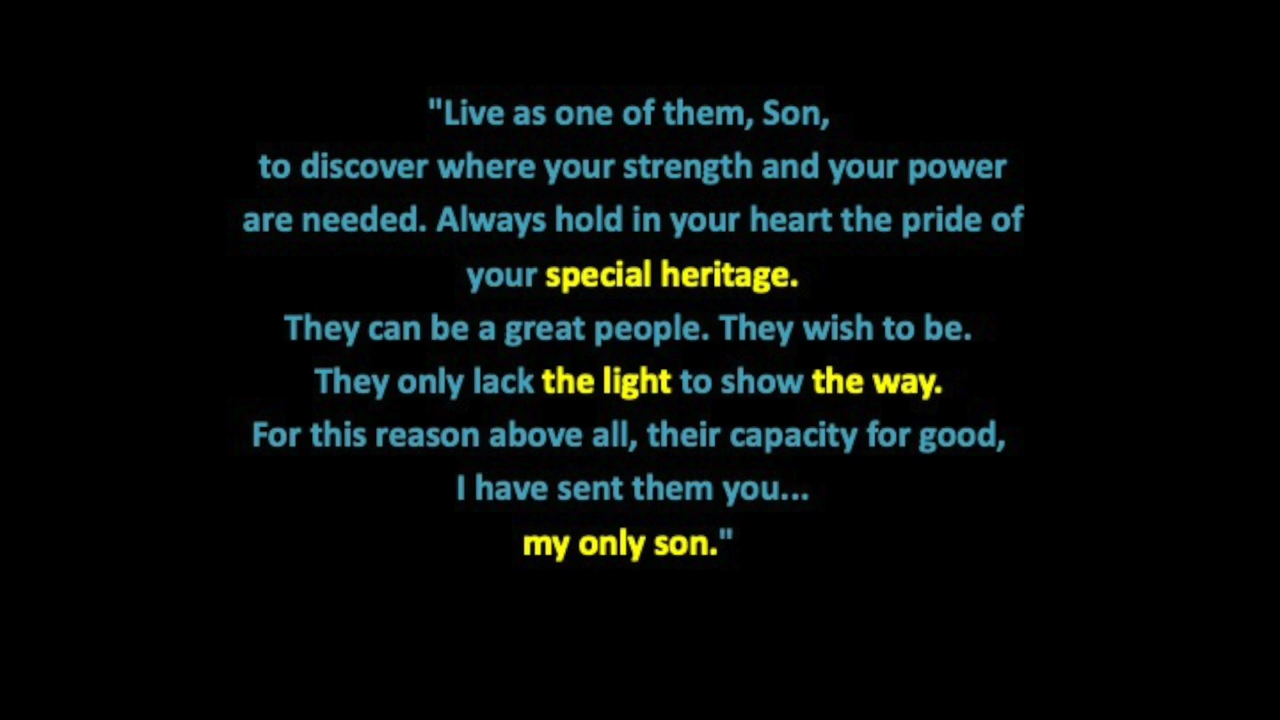 "Live as one of them, Son,
to discover where your strength and your power
are needed. Always hold in your heart the pride of
your special heritage.
They can be a great people. They wish to be.
They only lack the light to show the way.
For this reason above all, their capacity for good,
I have sent them you...
my only son."